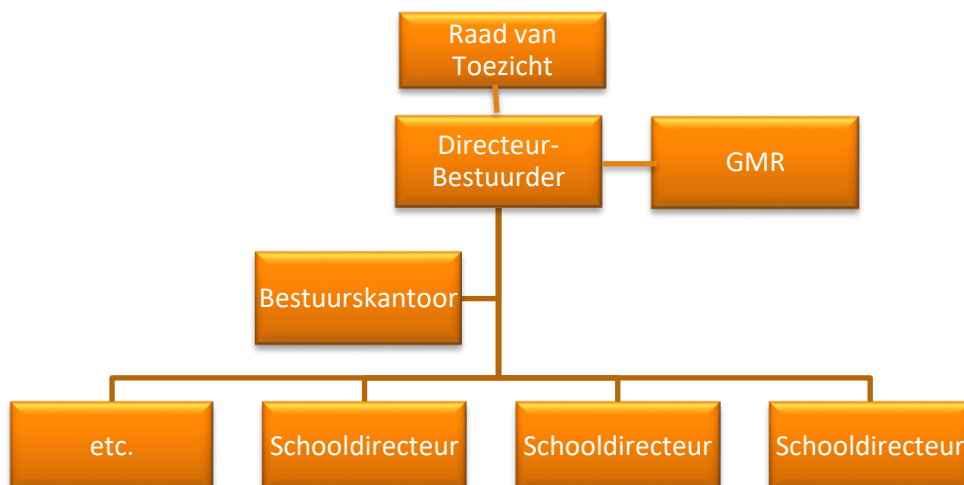 Raad van
Toezicht
Directeur-
Bestuurder
GMR
Bestuurskantoor
etc.
Schooldirecteur
Schooldirecteur
Schooldirecteur